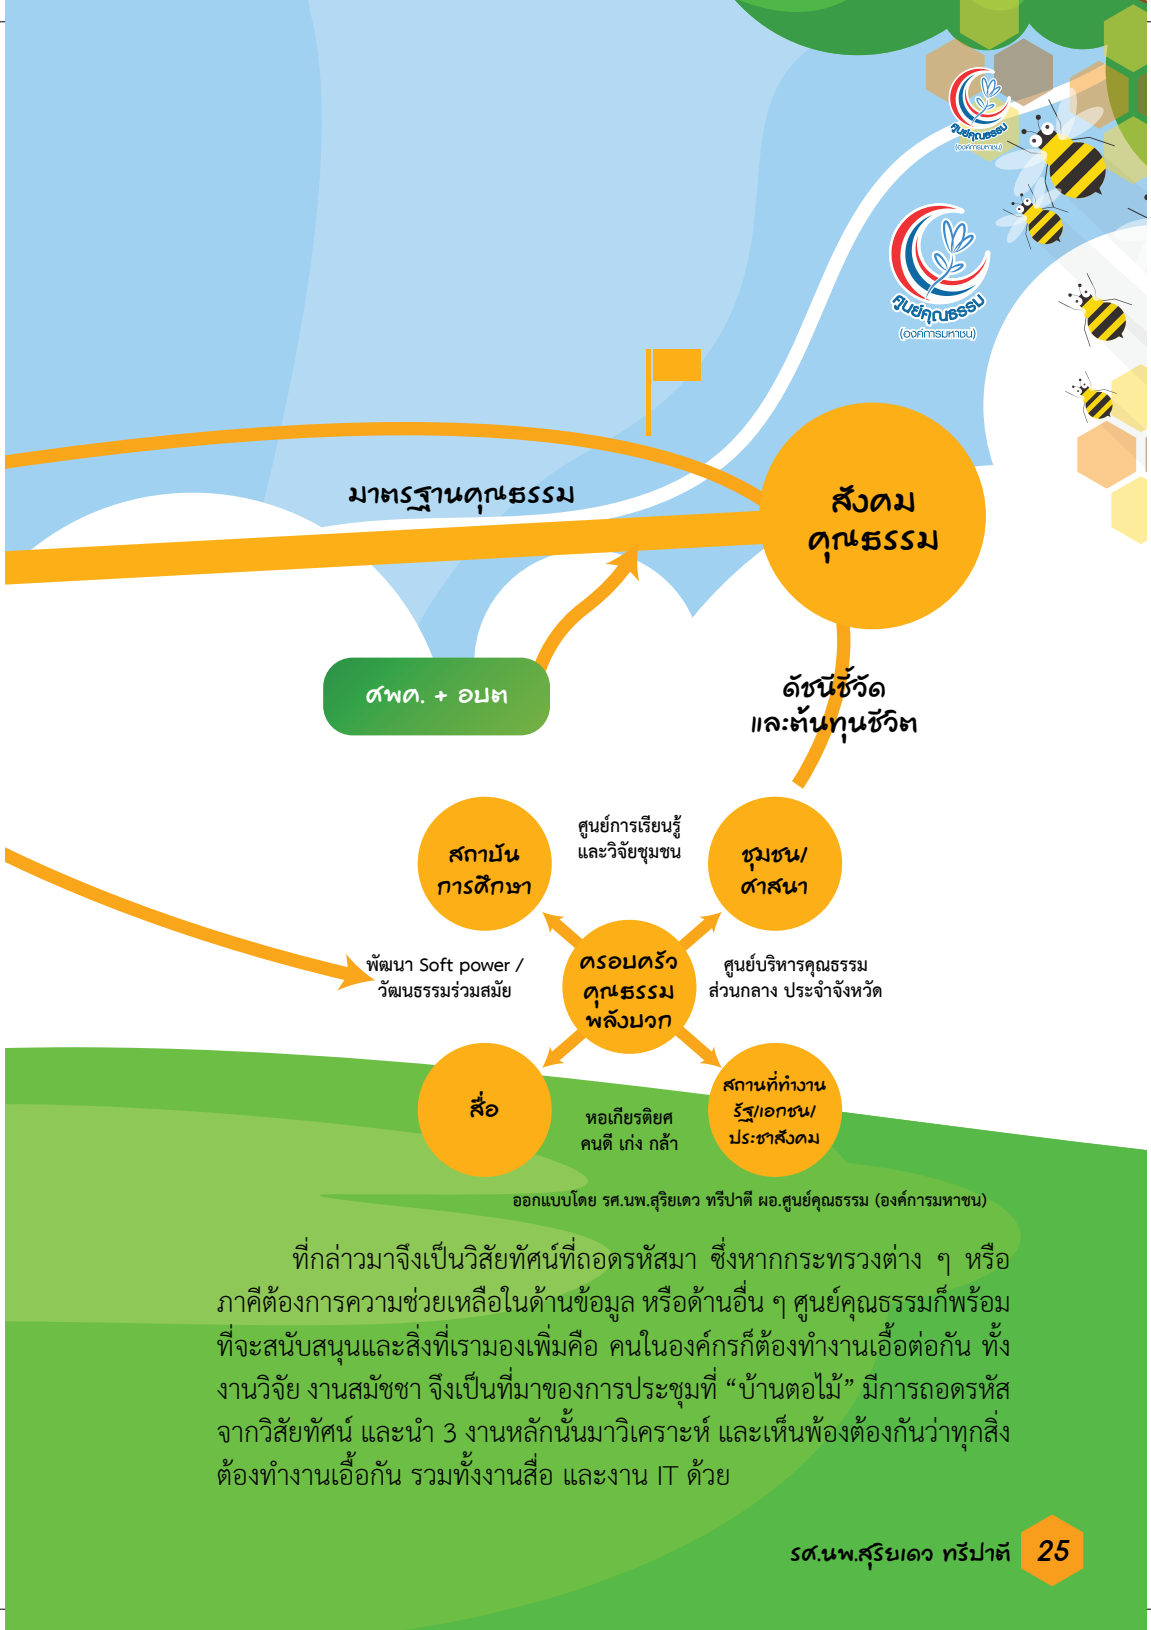 ศูนย์คุณธรรม
(องค์การมหาชน)
ศูนย์คุณธรรม
(องค์การมหาชน)
มาตรฐานคุณธรรม
สังคม
คุณธรรม
ศพค. + อบต
ดัชนีชี้วัด
และต้นทุนชีวิต
สถาบัน
การศึกษา
ศูนย์การเรียนรู้
และวิจัยชุมชน
ชุมชน/
ศาสนา
พัฒนา Soft power /
วัฒนธรรมร่วมสมัย
ครอบครัว
คุณธรรม
พลังบวก
ศูนย์บริหารคุณธรรม
ส่วนกลาง ประจำจังหวัด
สื่อ
หอเกียรติยศ
คนดี เก่ง กล้า
สถานที่ทำงาน
รัฐ/เอกชน/
ประชาสังคม
ออกแบบโดย รศ.นพ.สุริยเดว ทรีปาตี ผอ.ศูนย์คุณธรรม (องค์การมหาชน)
ที่กล่าวมาจึงเป็นวิสัยทัศน์ที่ถอดรหัสมา ซึ่งหากกระทรวงต่าง ๆ หรือ
ภาคีต้องการความช่วยเหลือในด้านข้อมูล หรือด้านอื่น ๆ ศูนย์คุณธรรมก็พร้อม
ที่จะสนับสนุนและสิ่งที่เรามองเพิ่มคือ คนในองค์กรก็ต้องทำงานเอื้อต่อกัน ทั้ง
งานวิจัย งานสมัชชา จึงเป็นที่มาของการประชุมที่ “บ้านตอไม้” มีการถอดรหัส
จากวิสัยทัศน์ และนำ 3 งานหลักนั้นมาวิเคราะห์ และเห็นพ้องต้องกันว่าทุกสิ่ง
ต้องทำงานเอื้อกัน รวมทั้งงานสื่อ และงาน IT ด้วย
รศ.นพ.สุริยเดว ทรีปาตี 25